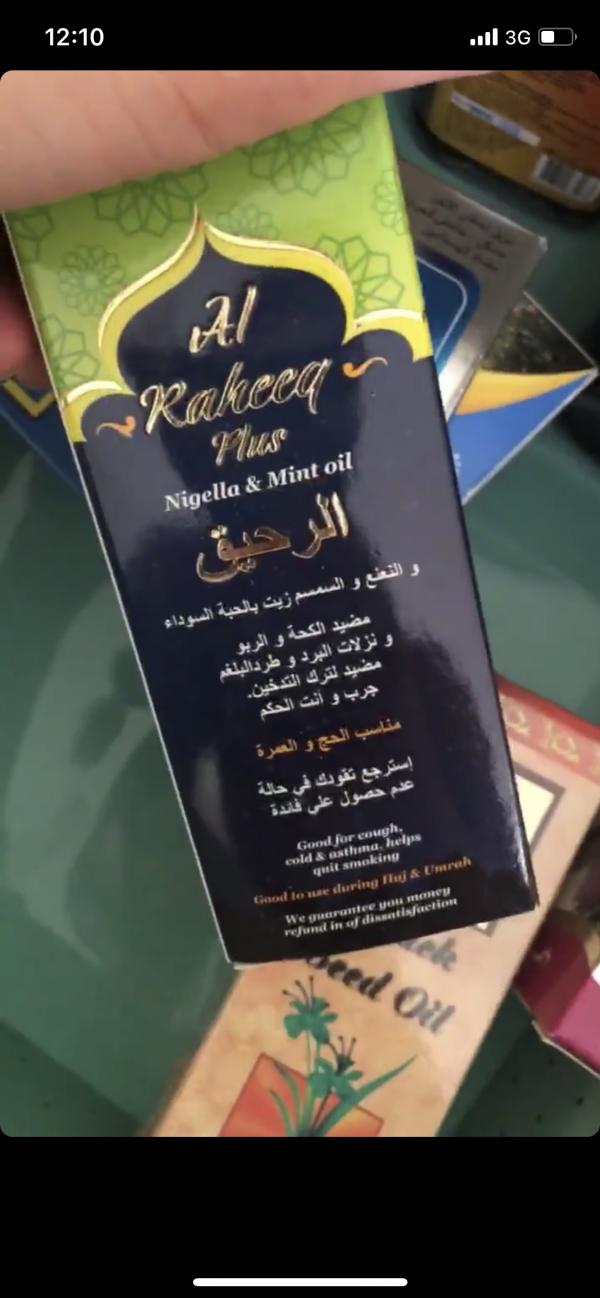 12:10
3G
Al
Raheeq
Plus
Nigella & Mint oil
الرحيق
و النعنع و السمسم زيت بالحبة السوداء
مضيد الكحة و الربو
و نزلات البرد و طردالبلغم
مضيد لترك التدخين.
جرب و أنت الحكم
مناسب الحج و العمرة
إسترجع نقودك في حالة
عدم حصول على فائدة
Good for cough,
cold & asthma, helps
quit smoking
Good to use during Haj & Umrah
We guarantee you money
refund in of dissatisfaction
Seed Oil